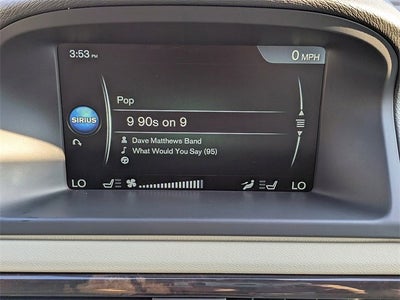 3:53 PM
0 MPH
Pop
SIRIUS
9 90s on 9
Dave Matthews Band
What Would You Say (95)
LO
LO